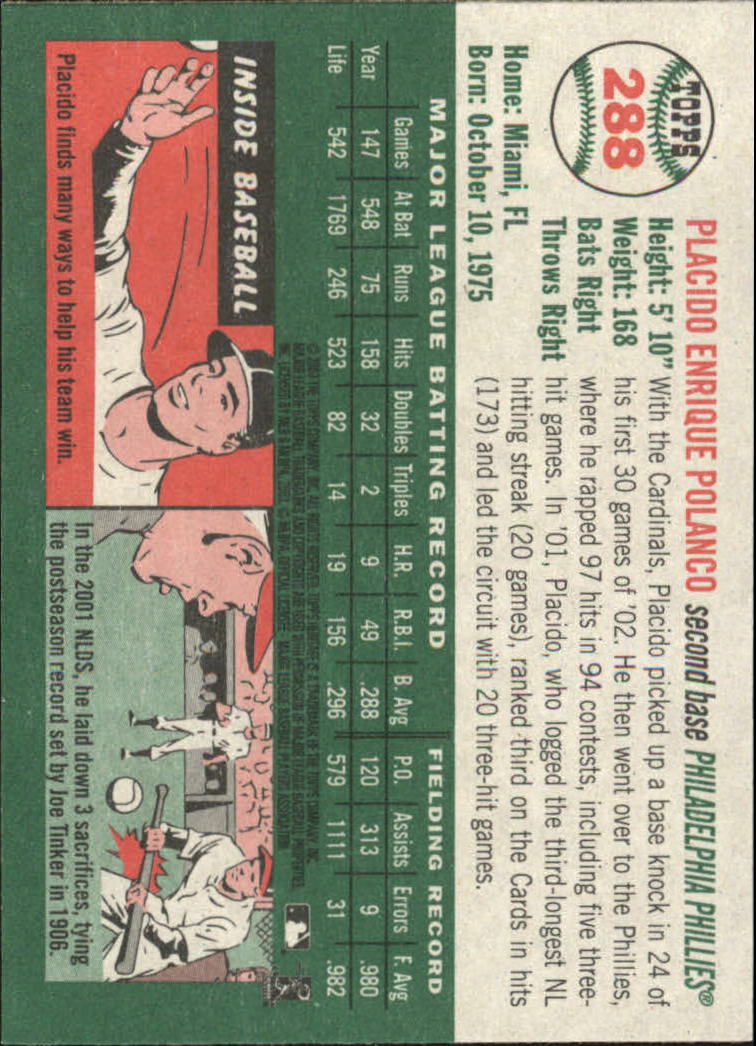 TOPPS
288
PLACIDO ENRIQUE POLANCO second base PHILADELPHIA PHILLIES®
Height: 5' 10"
Weight: 168
Bats Right
Throws Right
Home: Miami, FL
Born: October 10, 1975
With the Cardinals, Placido picked up a base knock in 24 of
his first 30 games of '02. He then went over to the Phillies,
where he rapped 97 hits in 94 contests, including five three-
hit games. In '01, Placido, who logged the third-longest NL
hitting streak (20 games), ranked third on the Cards in hits
(173) and led the circuit with 20 three-hit games.
MAJOR LEAGUE BATTING RECORD FIELDING RECORD
Year Games At Bat Runs Hits Doubles Triples H.R. R.B.I. B. Avg P.O. Assists Errors F. Avg
147 548 75 158 32 2 9 49 .288 120 313 9 .980
Life 542 1769 246 523 82 14 19 156 .296 579 1111 31 .982
INSIDE BASEBALL
Placido finds many ways to help his team win.
In the 2001 NLDS, he laid down 3 sacrifices, tying
the postseason record set by Joe Tinker in 1906.